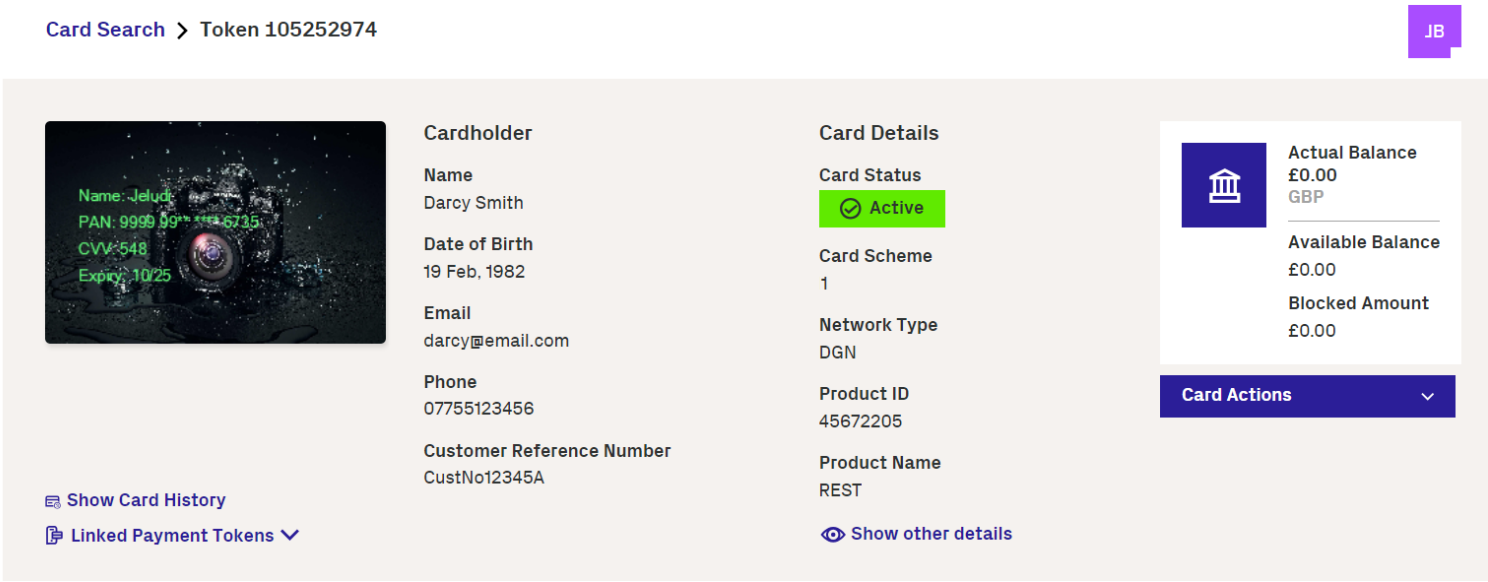 Card Search > Token 105252974
JB
Name: Jeludi
PAN: 9999 99** **** 6735
CVV: 548
Expiry: 10/25
Show Card History
Linked Payment Tokens
Cardholder
Name
Darcy Smith
Date of Birth
19 Feb, 1982
Email
darcy@email.com
Phone
07755123456
Customer Reference Number
CustNo12345A
Card Details
Card Status
Active
Card Scheme
1
Network Type
DGN
Product ID
45672205
Product Name
REST
Show other details
Actual Balance
£0.00
GBP
Available Balance
£0.00
Blocked Amount
£0.00
Card Actions